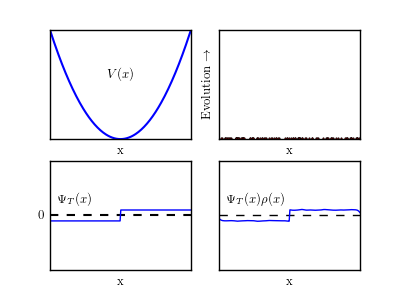 V(x)
Evolution →
x
x
Ψ_T(x)
0
x
Ψ_T(x)ρ(x)
x